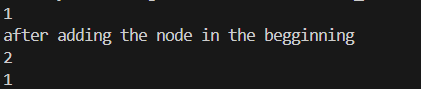 1
after adding the node in the begginning
2
1